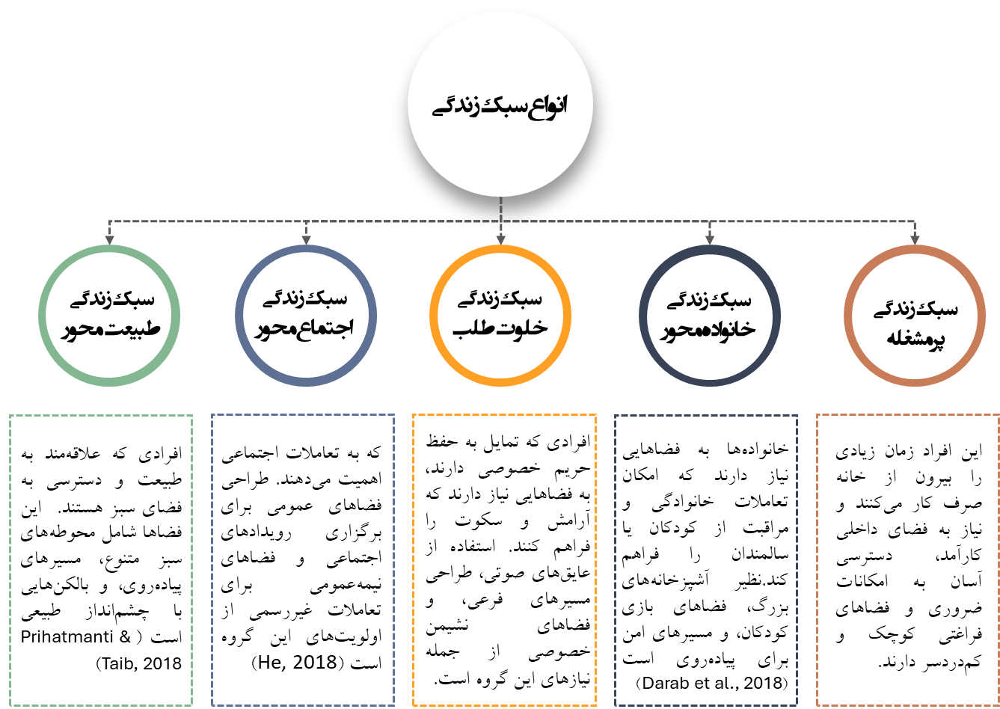 انواع سبک زندگی
سبک زندگی
پرمشغله
سبک زندگی
خانواده‌محور
سبک زندگی
خلوت طلب
سبک زندگی
اجتماع محور
سبک زندگی
طبیعت محور
این افراد زمان زیادی
را بیرون از خانه
صرف کار می‌کنند و
نیاز به فضای داخلی
کارآمد، دسترسی
آسان به امکانات
ضروری و فضاهای
فراغتی کوچک و
کم‌دردسر دارند.
خانواده‌ها به فضاهایی
نیاز دارند که امکان
تعاملات خانوادگی و
مراقبت از کودکان یا
سالمندان را فراهم
کند.نظیر آشپزخانه‌های
بزرگ، فضاهای بازی
کودکان، و مسیرهای امن
برای پیاده‌روی است
(Darab et al., 2018)
افرادی که تمایل به حفظ
حریم خصوصی دارند،
به فضاهایی نیاز دارند که
آرامش و سکوت را
فراهم کنند. استفاده از
عایق‌های صوتی، طراحی
مسیرهای فرعی، و
فضاهای نشیمن
خصوصی از جمله
نیازهای این گروه است.
که به تعاملات اجتماعی
اهمیت می‌دهند. طراحی
فضاهای عمومی برای
برگزاری رویدادهای
اجتماعی و فضاهای
نیمه‌عمومی برای
تعاملات غیررسمی از
اولویت‌های این گروه
است (He, 2018)
افرادی که علاقه‌مند به
طبیعت و دسترسی به
فضای سبز هستند. این
فضاها شامل محوطه‌های
سبز متنوع، مسیرهای
پیاده‌روی، و بالکن‌هایی
با چشم‌انداز طبیعی
است (Prihatmanti &
Taib, 2018)